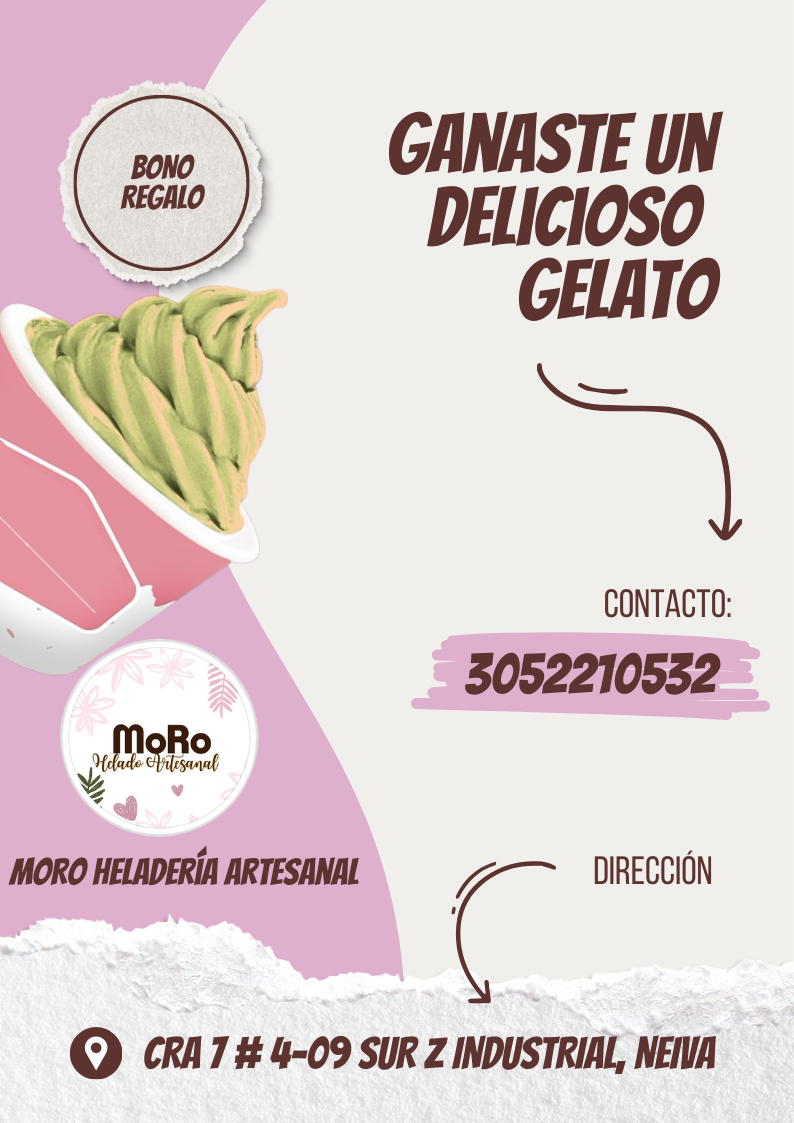 BONO
REGALO
GANASTE UN
DELICIOSO
GELATO
CONTACTO:
3052210532
MoRo
Helado Artesanal
MORO HELADERÍA ARTESANAL
DIRECCIÓN
CRA 7 # 4-09 SUR Z INDUSTRIAL, NEIVA